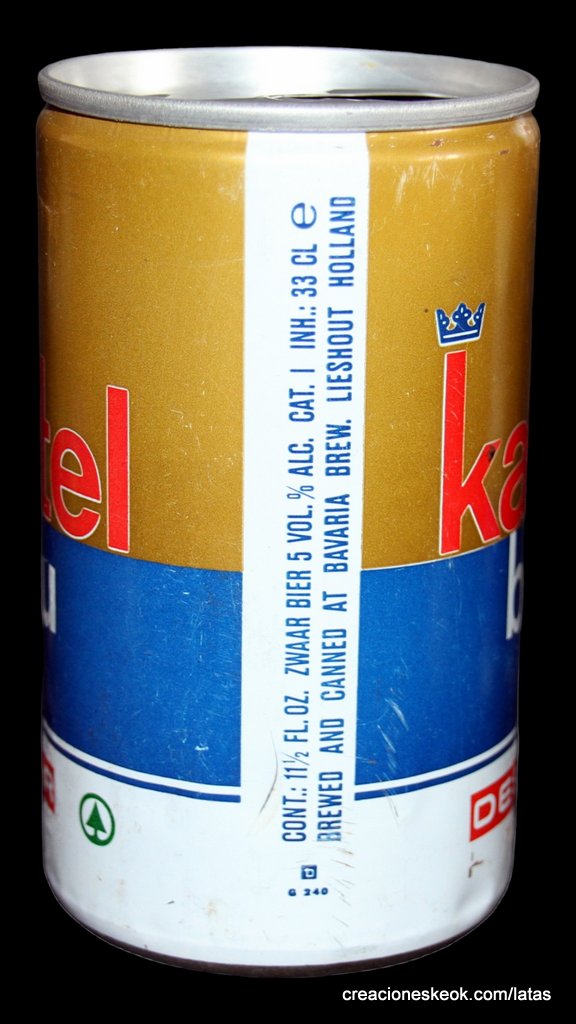 CONT.: 11½ FL.OZ. ZWAAR BIER 5 VOL.% ALC. CAT. I INH.: 33 CL e
BREWED AND CANNED AT BAVARIA BREW. LIESHOUT HOLLAND
tel
u
ka
b
R
DES
G 240
creacioneskeok.com/latas